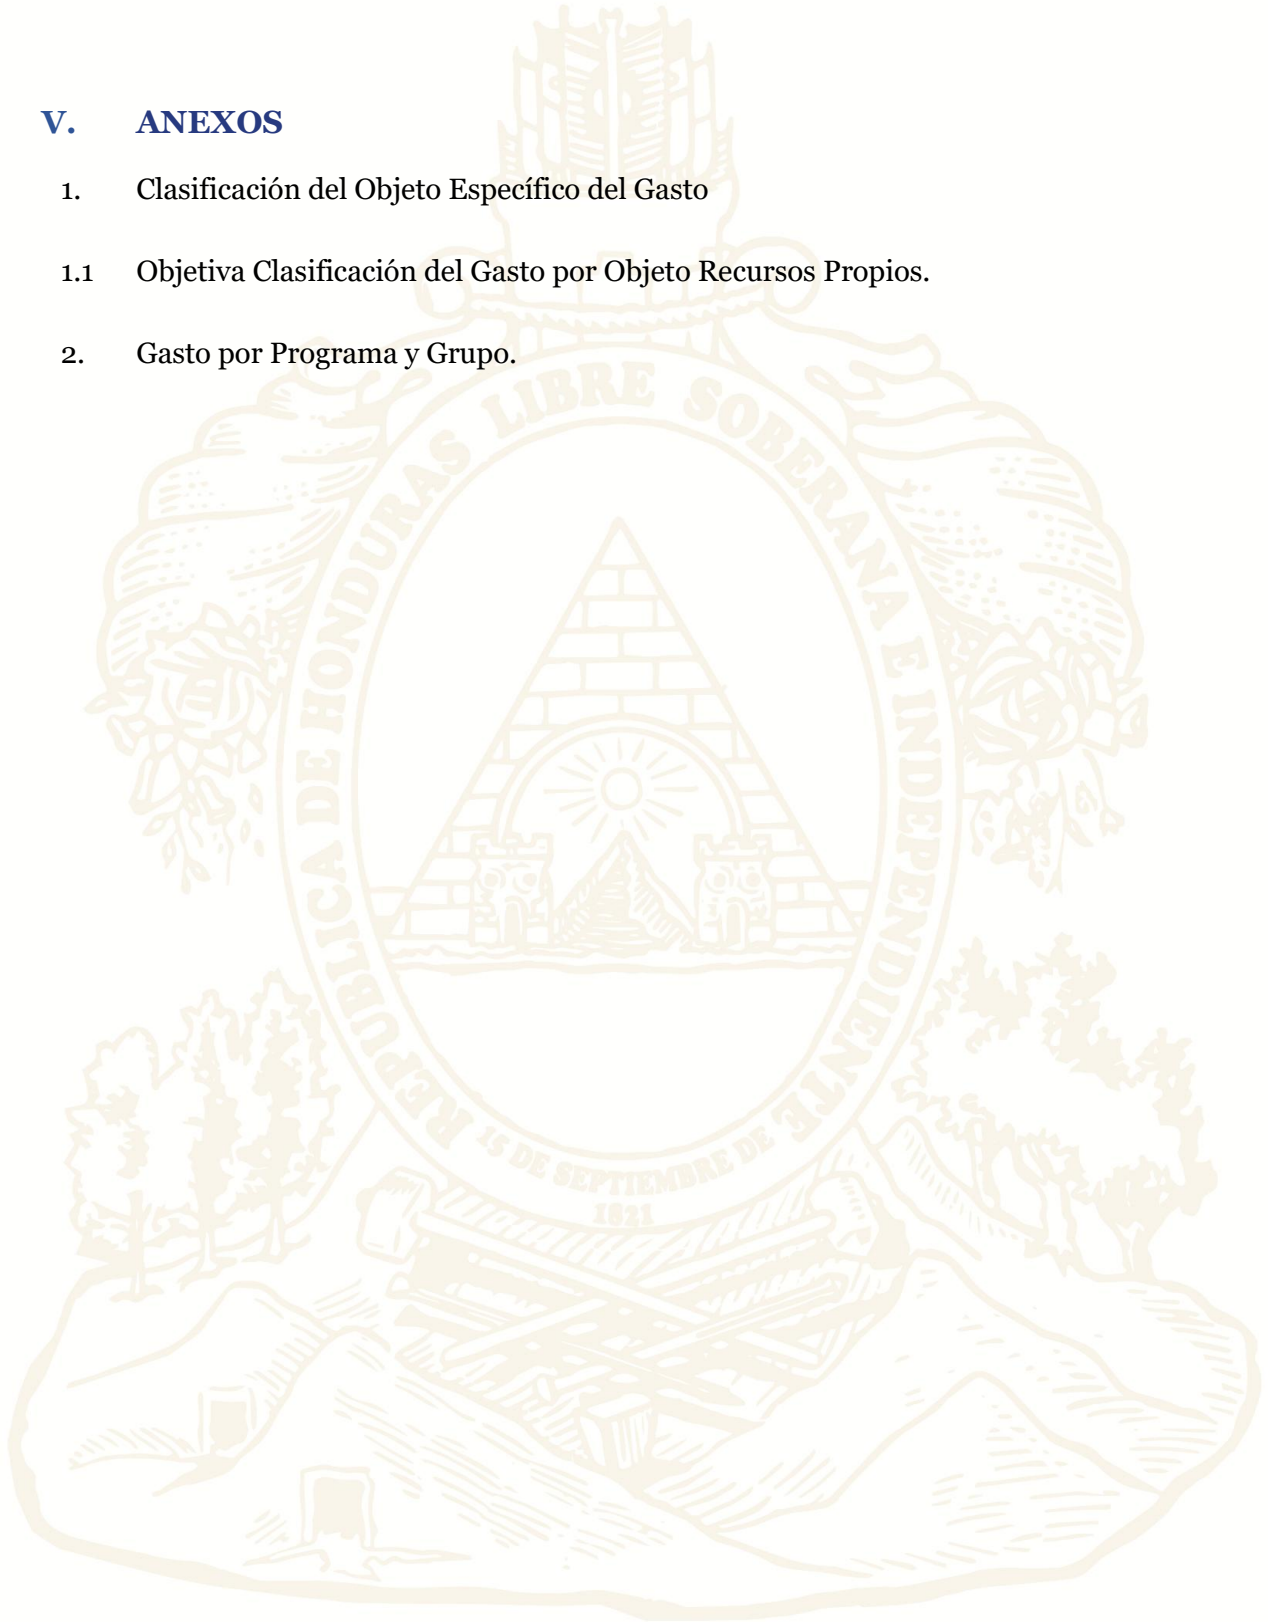 V. ANEXOS
1. Clasificación del Objeto Específico del Gasto
1.1 Objetiva Clasificación del Gasto por Objeto Recursos Propios.
2. Gasto por Programa y Grupo.
REPUBLICA DE HONDURAS LIBRE SOBERANA E INDEPENDIENTE
15 DE SEPTIEMBRE DE
1821